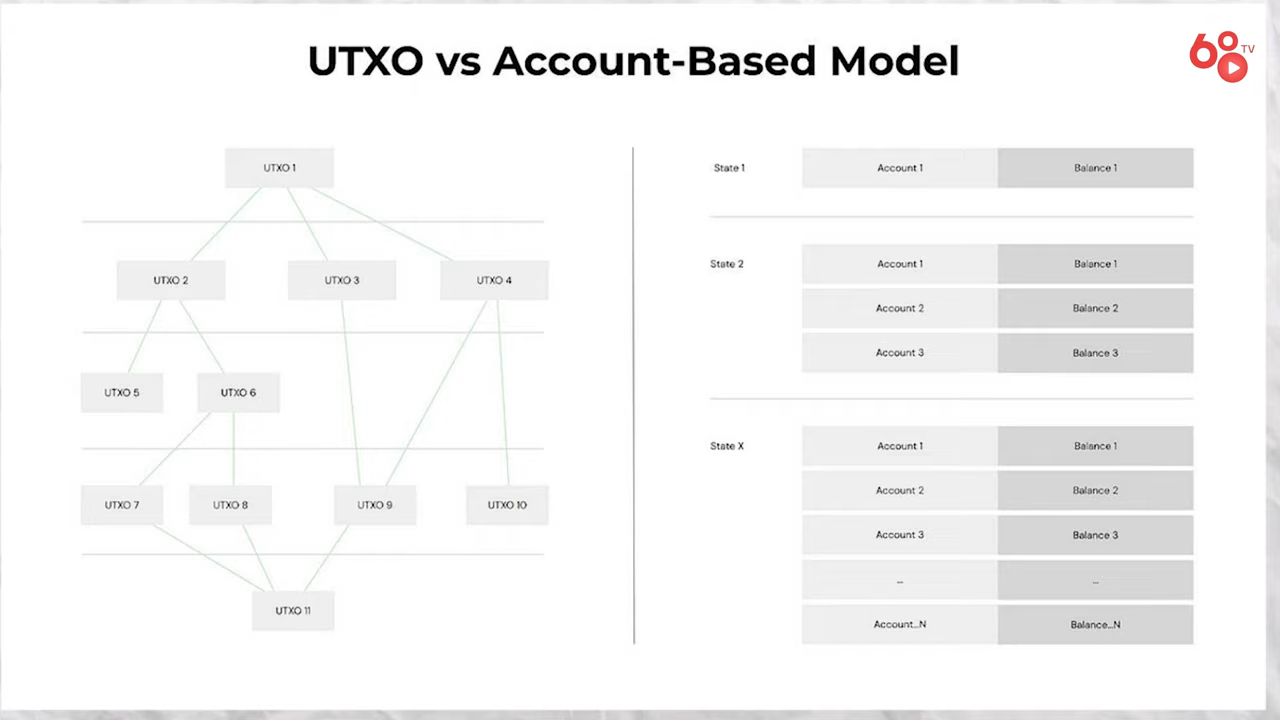 UTXO vs Account-Based Model
60 TV
UTXO 1
UTXO 2
UTXO 3
UTXO 4
UTXO 5
UTXO 6
UTXO 7
UTXO 8
UTXO 9
UTXO 10
UTXO 11
State 1
Account 1
Balance 1
State 2
Account 1
Balance 1
Account 2
Balance 2
Account 3
Balance 3
State X
Account 1
Balance 1
Account 2
Balance 2
Account 3
Balance 3
...
...
Account...N
Balance...N